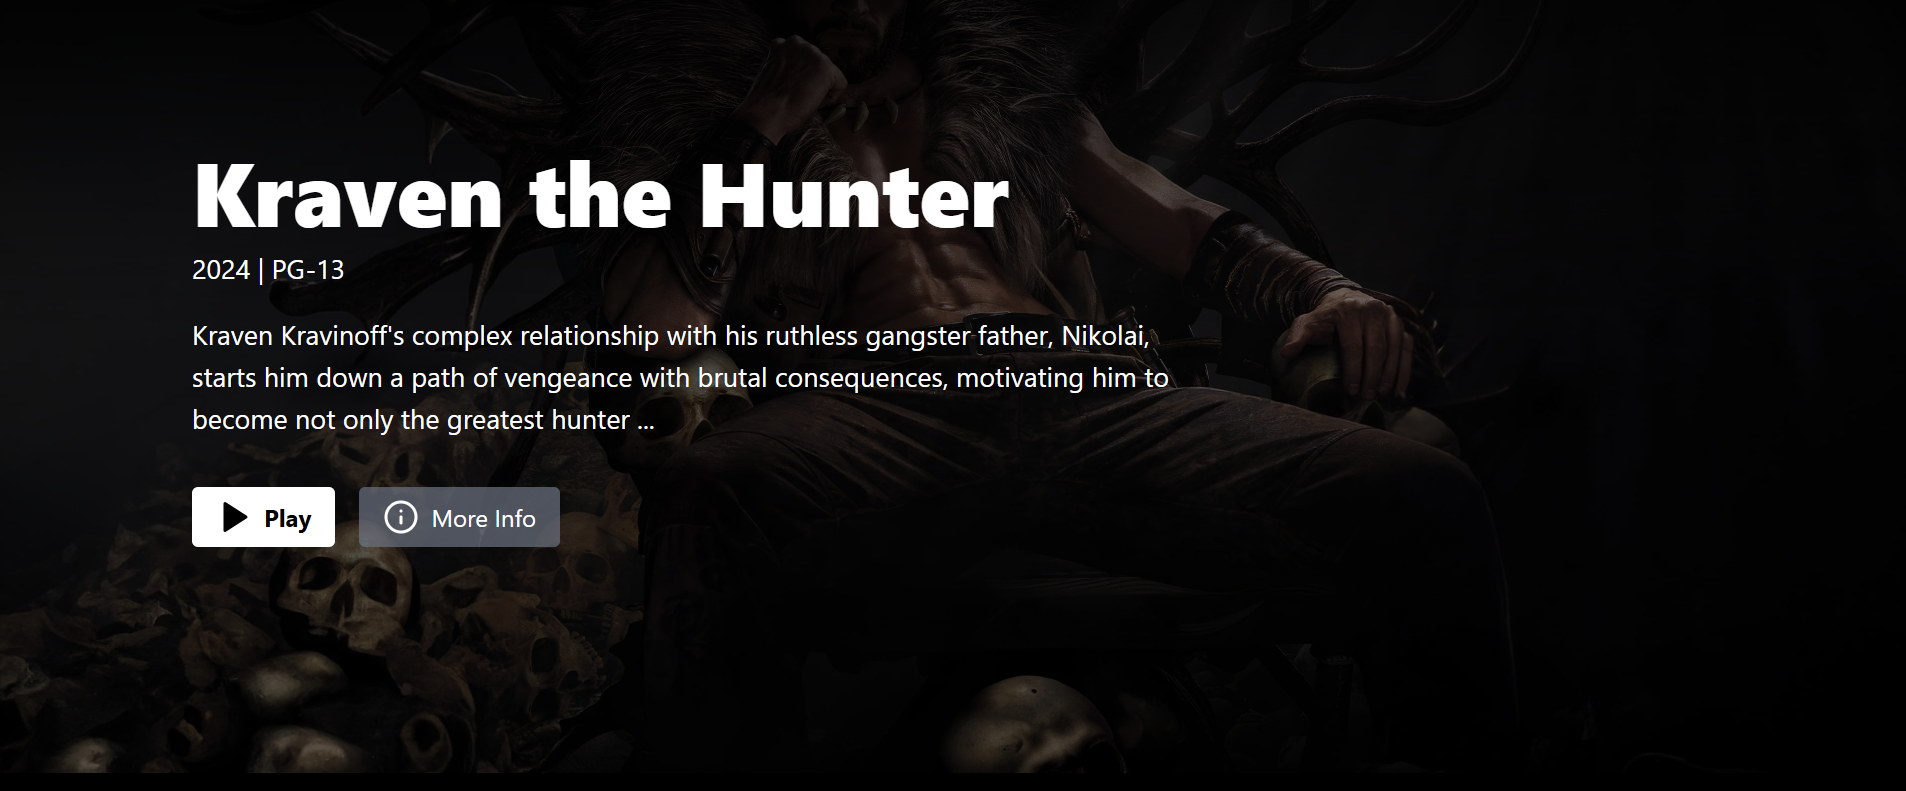 Kraven the Hunter
2024 | PG-13
Kraven Kravinoff's complex relationship with his ruthless gangster father, Nikolai,
starts him down a path of vengeance with brutal consequences, motivating him to
become not only the greatest hunter ...
Play
More Info